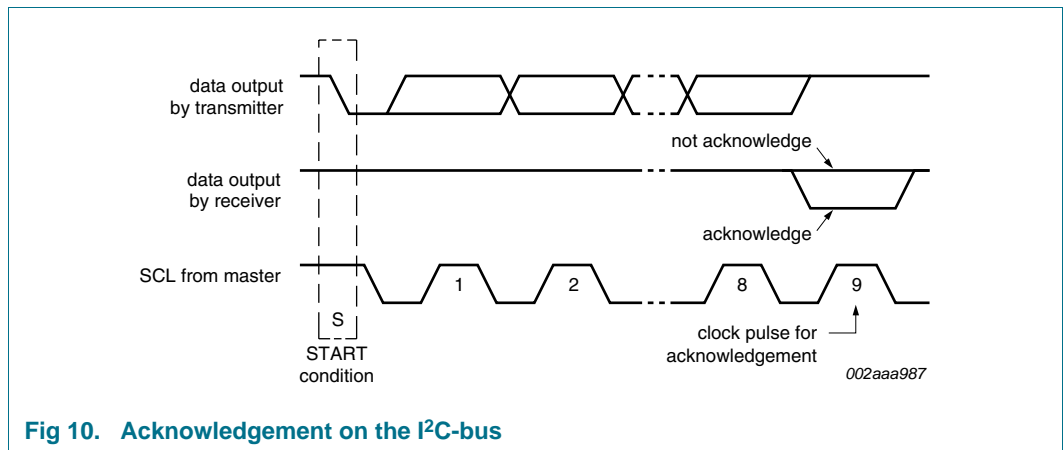 data output
by transmitter
not acknowledge
data output
by receiver
acknowledge
SCL from master
1
2
8
9
S
START
condition
clock pulse for
acknowledgement
002aaa987
Fig 10. Acknowledgement on the I²C-bus